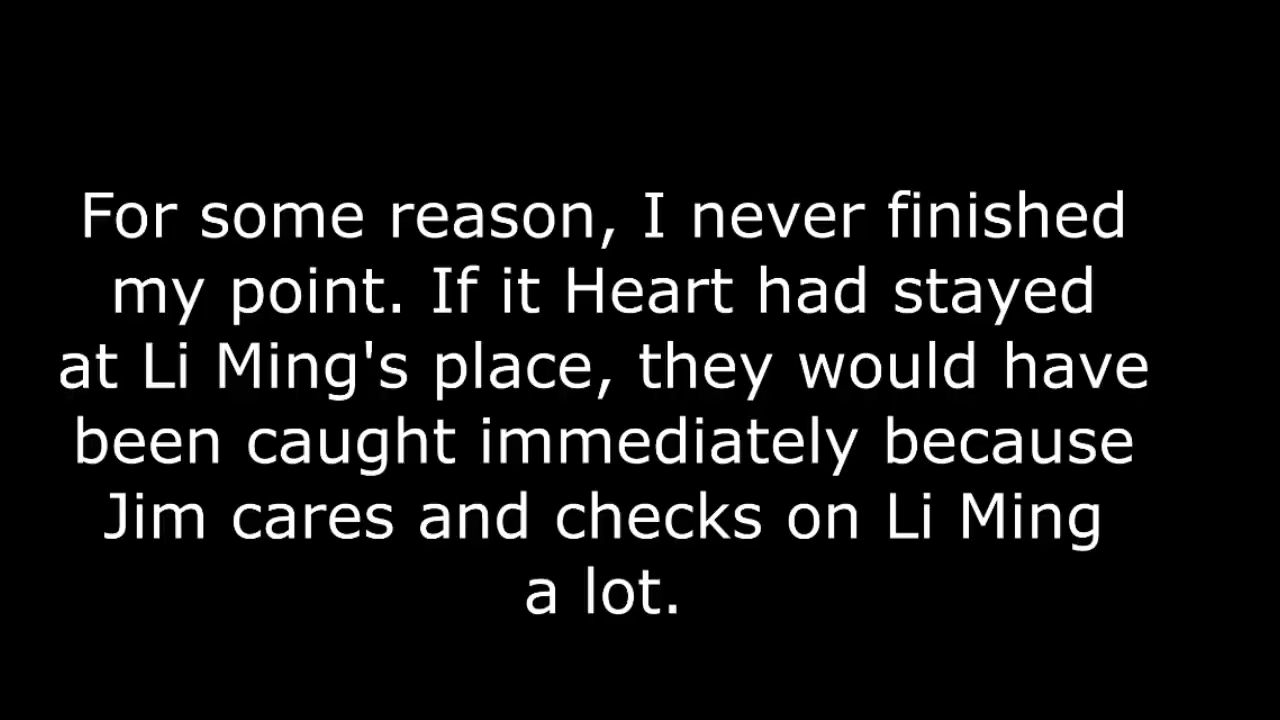 For some reason, I never finished
my point. If it Heart had stayed
at Li Ming's place, they would have
been caught immediately because
Jim cares and checks on Li Ming
a lot.